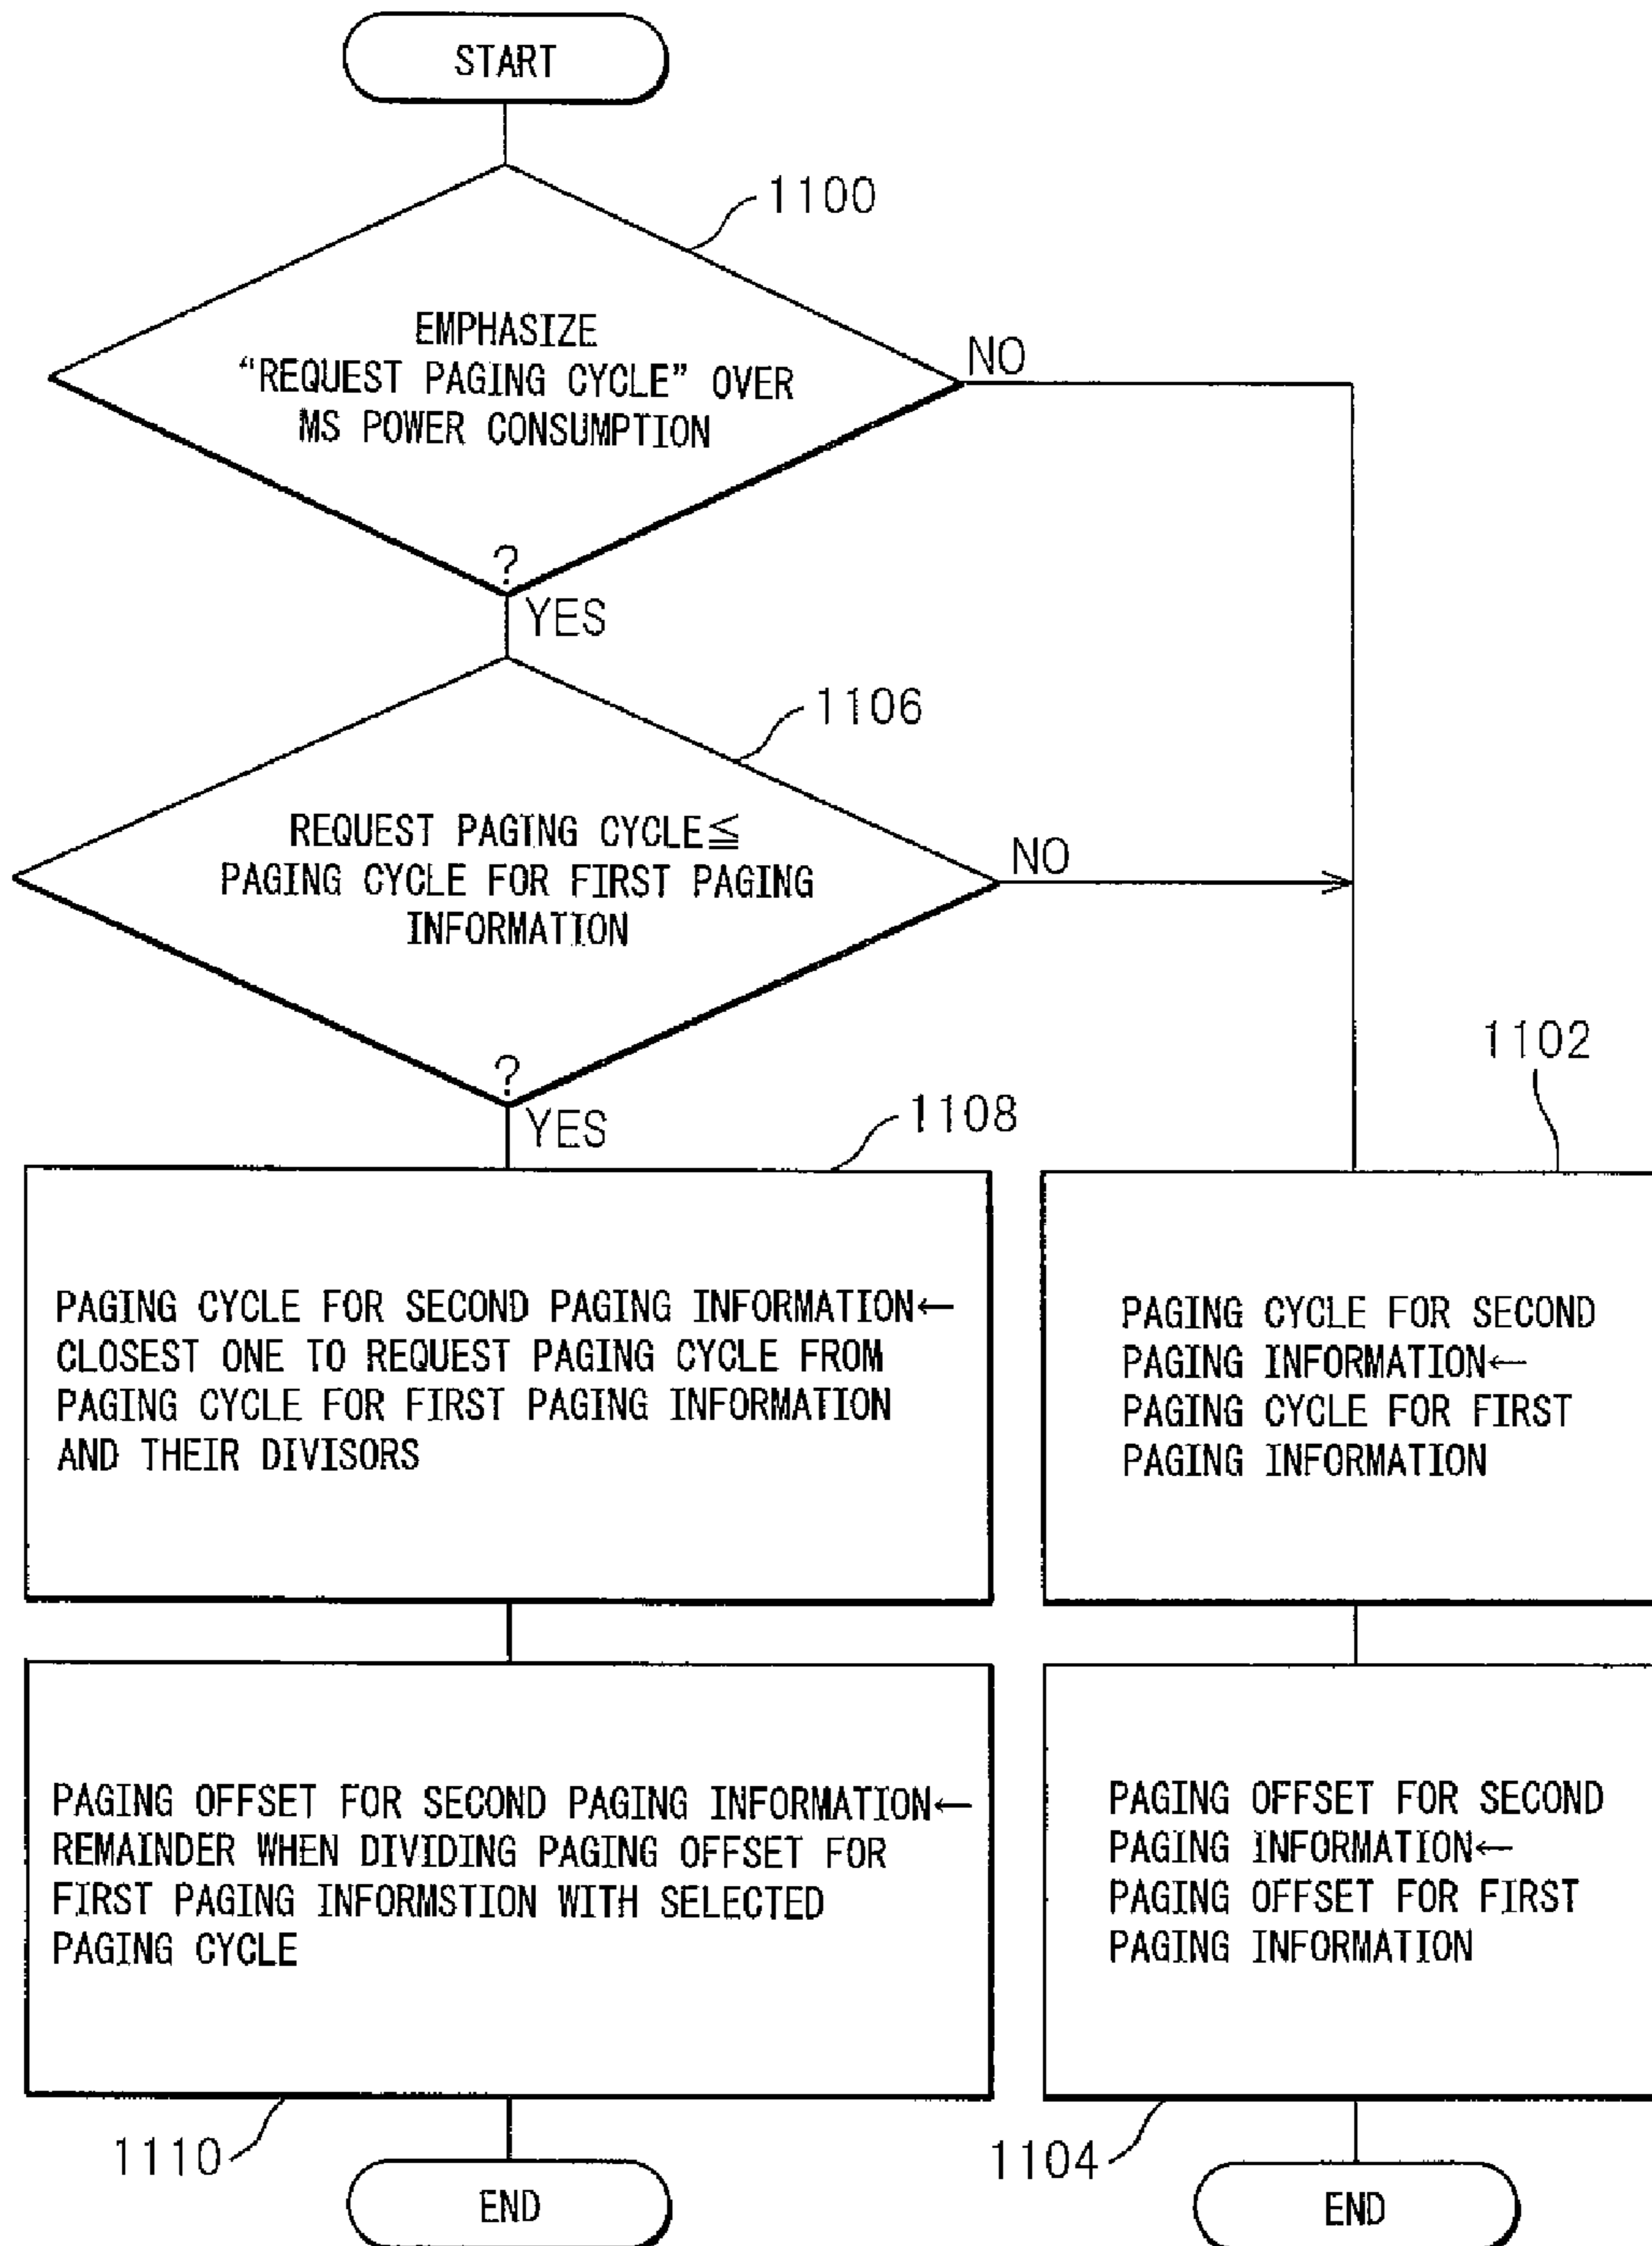 START
1100
EMPHASIZE
“REQUEST PAGING CYCLE” OVER
MS POWER CONSUMPTION
?
NO
YES
1106
REQUEST PAGING CYCLE≦
PAGING CYCLE FOR FIRST PAGING
INFORMATION
?
NO
YES
1108
PAGING CYCLE FOR SECOND PAGING INFORMATION←
CLOSEST ONE TO REQUEST PAGING CYCLE FROM
PAGING CYCLE FOR FIRST PAGING INFORMATION
AND THEIR DIVISORS
1102
PAGING CYCLE FOR SECOND
PAGING INFORMATION←
PAGING CYCLE FOR FIRST
PAGING INFORMATION
PAGING OFFSET FOR SECOND PAGING INFORMATION←
REMAINDER WHEN DIVIDING PAGING OFFSET FOR
FIRST PAGING INFORMSTION WITH SELECTED
PAGING CYCLE
1110
PAGING OFFSET FOR SECOND
PAGING INFORMATION←
PAGING OFFSET FOR FIRST
PAGING INFORMATION
1104
END
END